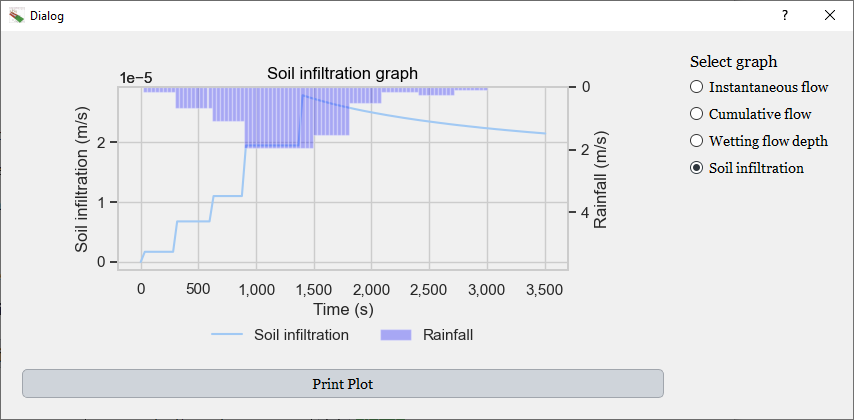 Dialog
?
Soil infiltration graph
1e−5
Soil infiltration (m/s)
2
1
0
0
2
4
Rainfall (m/s)
0 500 1,000 1,500 2,000 2,500 3,000 3,500
Time (s)
Soil infiltration Rainfall
Print Plot
Select graph
Instantaneous flow
Cumulative flow
Wetting flow depth
Soil infiltration